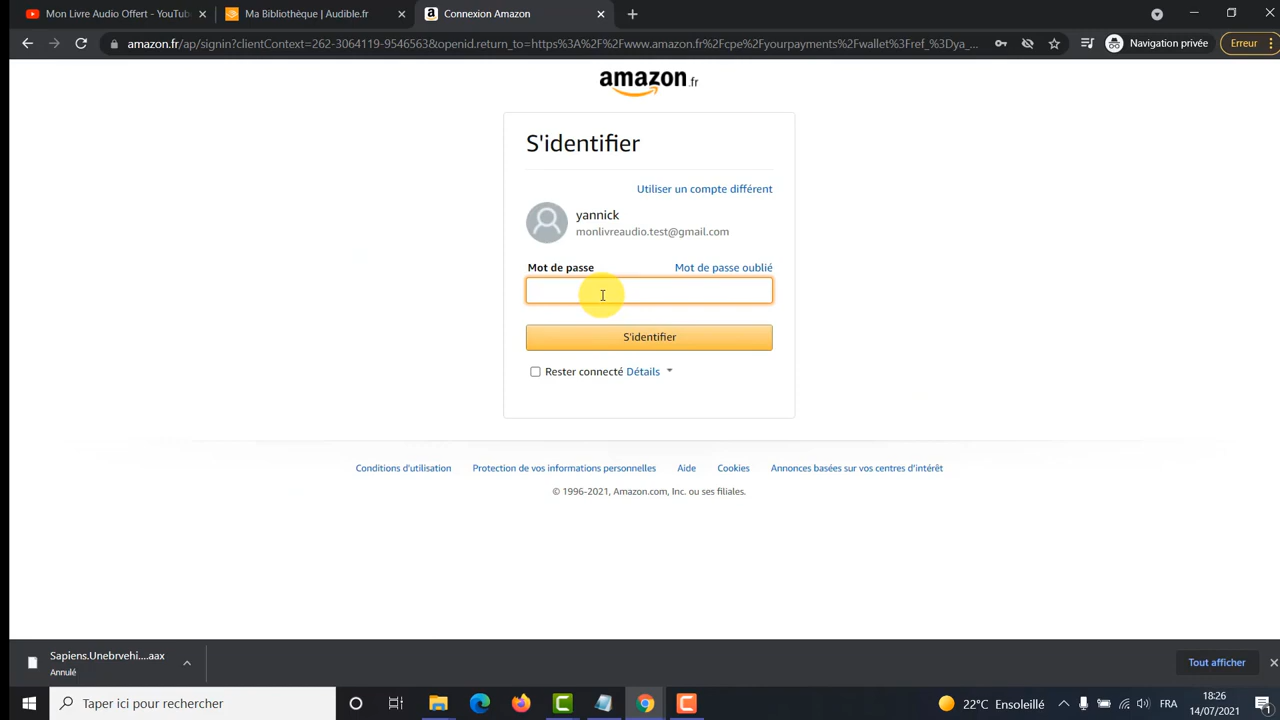 Mon Livre Audio Offert - YouTub
Ma Bibliothèque | Audible.fr
Connexion Amazon
amazon.fr/ap/signin?clientContext=262-3064119-9546563&openid.return_to=https%3A%2F%2Fwww.amazon.fr%2Fcpe%2Fyourpayments%2Fwallet%2Fref_%3Dya_...
Navigation privée
Erreur
amazon.fr
S'identifier
Utiliser un compte différent
yannick
monlivreaudio.test@gmail.com
Mot de passe
Mot de passe oublié
S'identifier
Rester connecté Détails
Conditions d'utilisation
Protection de vos informations personnelles
Aide
Cookies
Annonces basées sur vos centres d'intérêt
© 1996-2021, Amazon.com, Inc. ou ses filiales.
Sapiens.Unebrvehi....aax
Annulé
Tout afficher
Taper ici pour rechercher
22°C Ensoleillé
FRA
18:26
14/07/2021